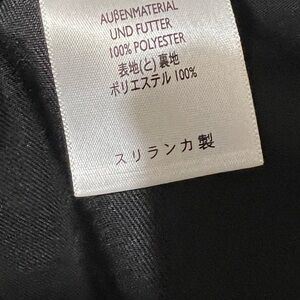 AUßENMATERIAL
UND FUTTER
100% POLYESTER
表地(と)裏地
ポリエステル100%
スリランカ製